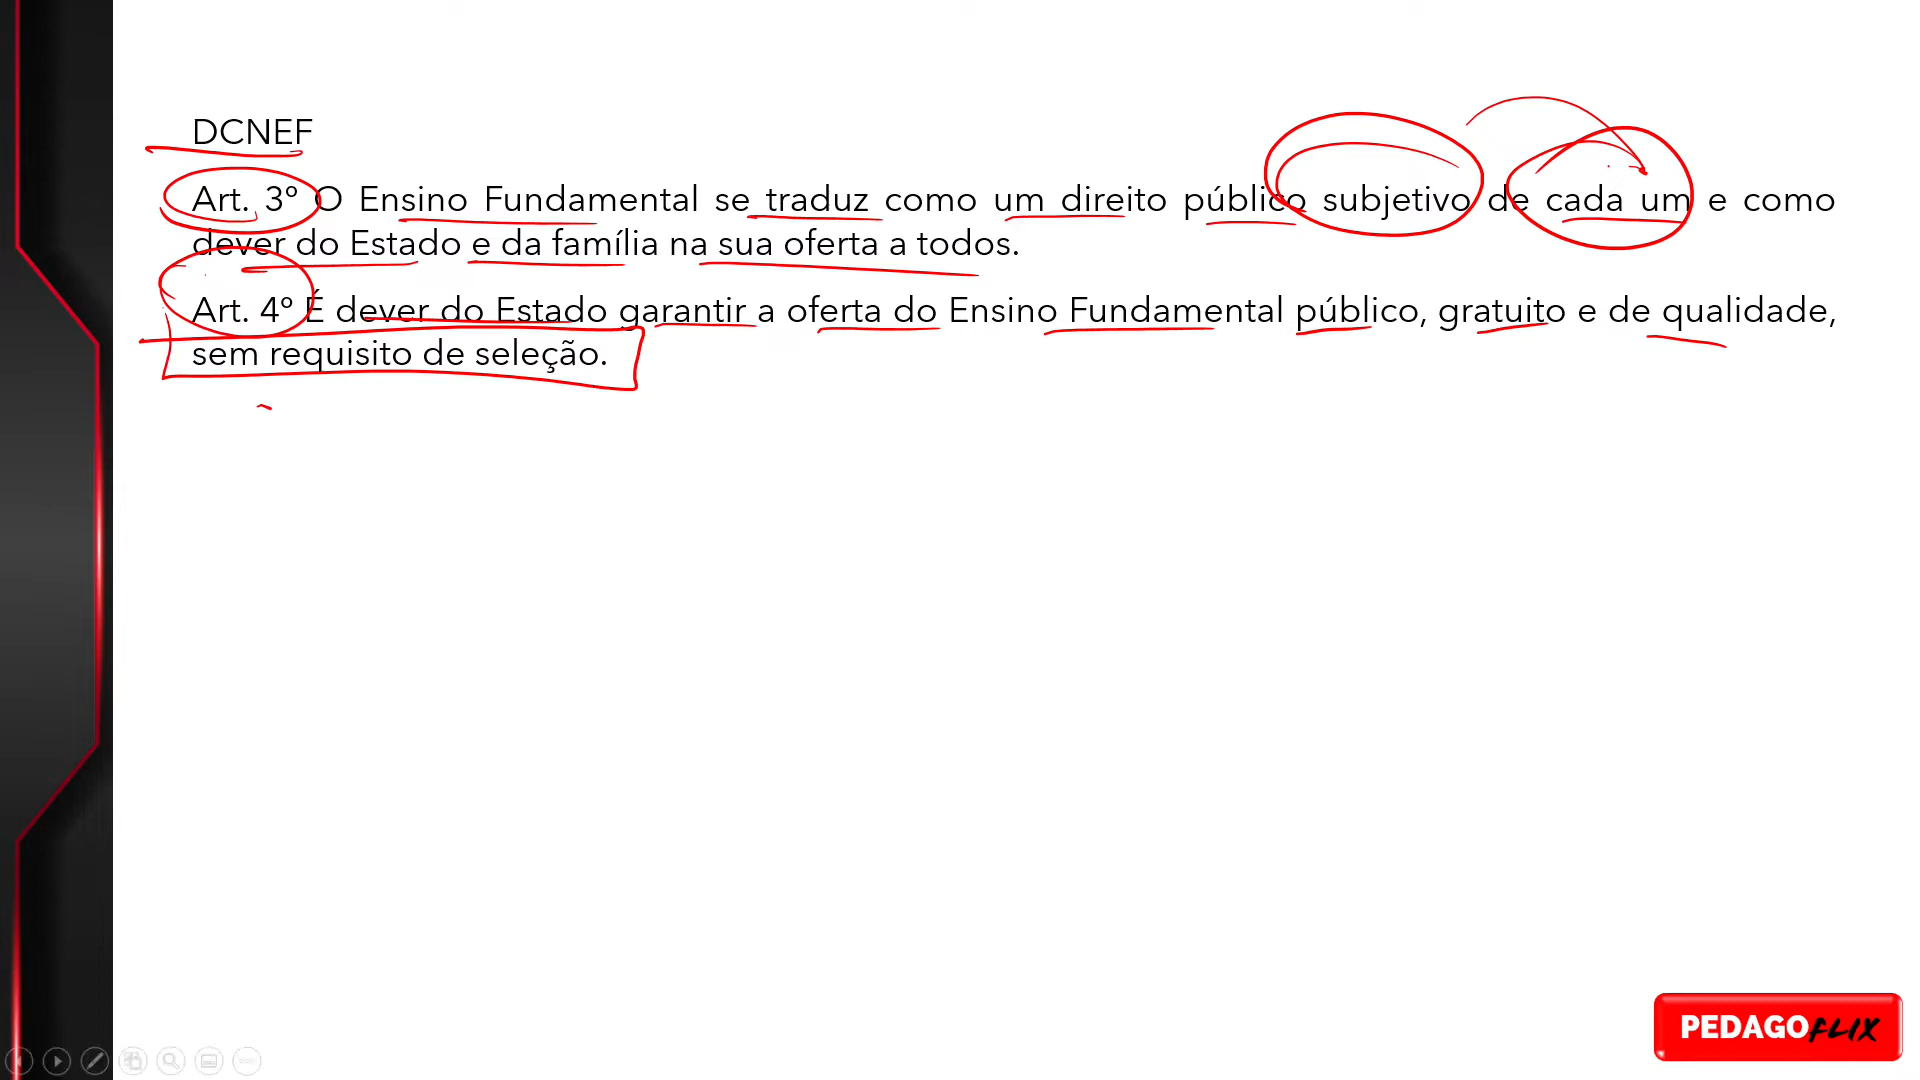 DCNEF
Art. 3º O Ensino Fundamental se traduz como um direito público subjetivo de cada um e como
dever do Estado e da família na sua oferta a todos.
Art. 4º É dever do Estado garantir a oferta do Ensino Fundamental público, gratuito e de qualidade,
sem requisito de seleção.
PEDAGOFLIX